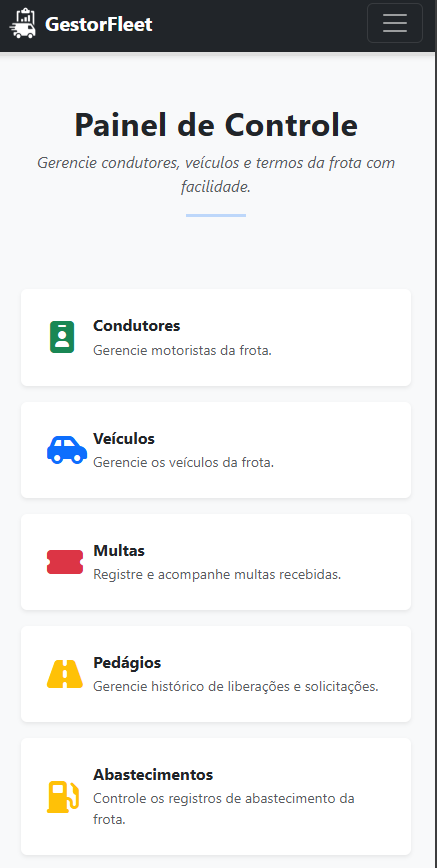 GestorFleet
Painel de Controle
Gerencie condutores, veículos e termos da frota com
facilidade.
Condutores
Gerencie motoristas da frota.
Veículos
Gerencie os veículos da frota.
Multas
Registre e acompanhe multas recebidas.
Pedágios
Gerencie histórico de liberações e solicitações.
Abastecimentos
Controle os registros de abastecimento da
frota.